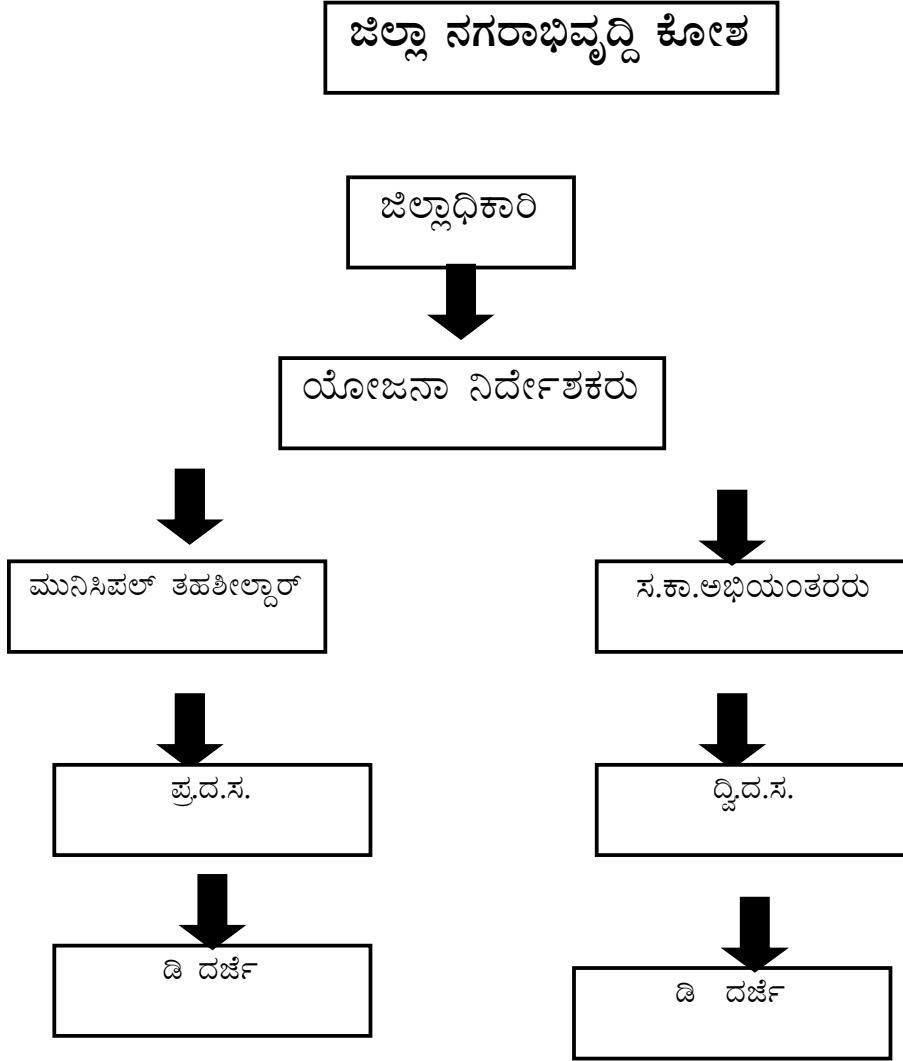 ಜಿಲ್ಲಾ ನಗರಾಭಿವೃದ್ದಿ ಕೋಶ
ಜಿಲ್ಲಾಧಿಕಾರಿ
ಯೋಜನಾ ನಿರ್ದೇಶಕರು
ಮುನಿಸಿಪಲ್ ತಹಶೀಲ್ದಾರ್
ಸ.ಕಾ.ಅಭಿಯಂತರರು
ಪ್ರ.ದ.ಸ.
ದ್ವಿ.ದ.ಸ.
ಡಿ ದರ್ಜೆ
ಡಿ ದರ್ಜೆ